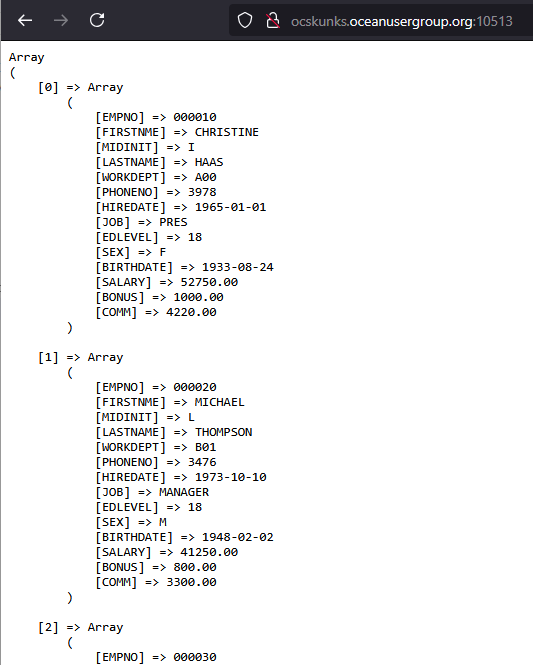 ocskunks.oceanusergroup.org:10513
Array
(
[0] => Array
(
[EMPNO] => 000010
[FIRSTNME] => CHRISTINE
[MIDINIT] => I
[LASTNAME] => HAAS
[WORKDEPT] => A00
[PHONENO] => 3978
[HIREDATE] => 1965-01-01
[JOB] => PRES
[EDLEVEL] => 18
[SEX] => F
[BIRTHDATE] => 1933-08-24
[SALARY] => 52750.00
[BONUS] => 1000.00
[COMM] => 4220.00
)
[1] => Array
(
[EMPNO] => 000020
[FIRSTNME] => MICHAEL
[MIDINIT] => L
[LASTNAME] => THOMPSON
[WORKDEPT] => B01
[PHONENO] => 3476
[HIREDATE] => 1973-10-10
[JOB] => MANAGER
[EDLEVEL] => 18
[SEX] => M
[BIRTHDATE] => 1948-02-02
[SALARY] => 41250.00
[BONUS] => 800.00
[COMM] => 3300.00
)
[2] => Array
(
[EMPNO] => 000030